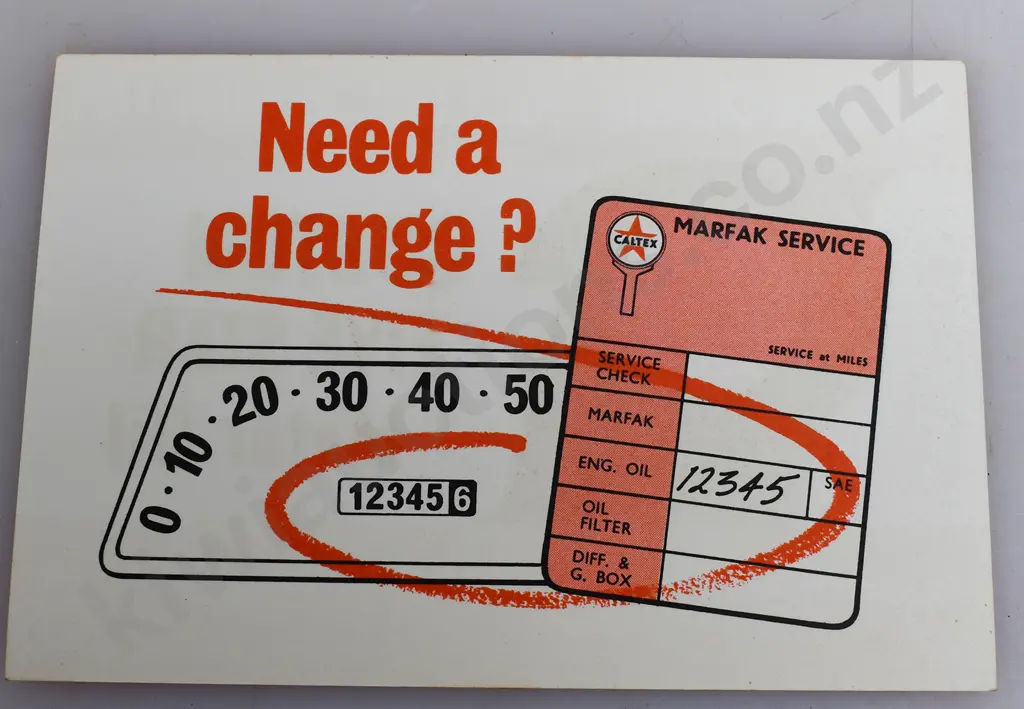 Need a
change?
0 · 10 · 20 · 30 · 40 · 50
123456
CALTEX
MARFAK SERVICE
SERVICE at MILES
SERVICE
CHECK
MARFAK
ENG. OIL
12345
SAE
OIL
FILTER
DIFF. &
G. BOX